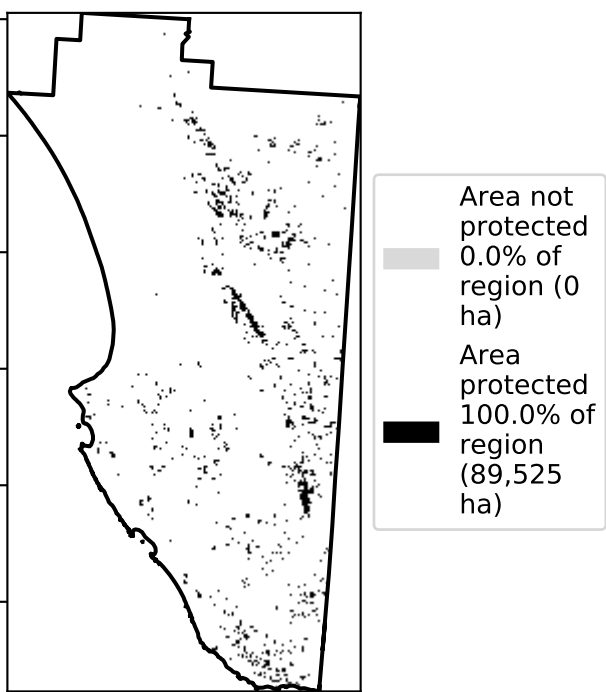 Area not
protected
0.0% of
region (0
ha)
Area
protected
100.0% of
region
(89,525
ha)